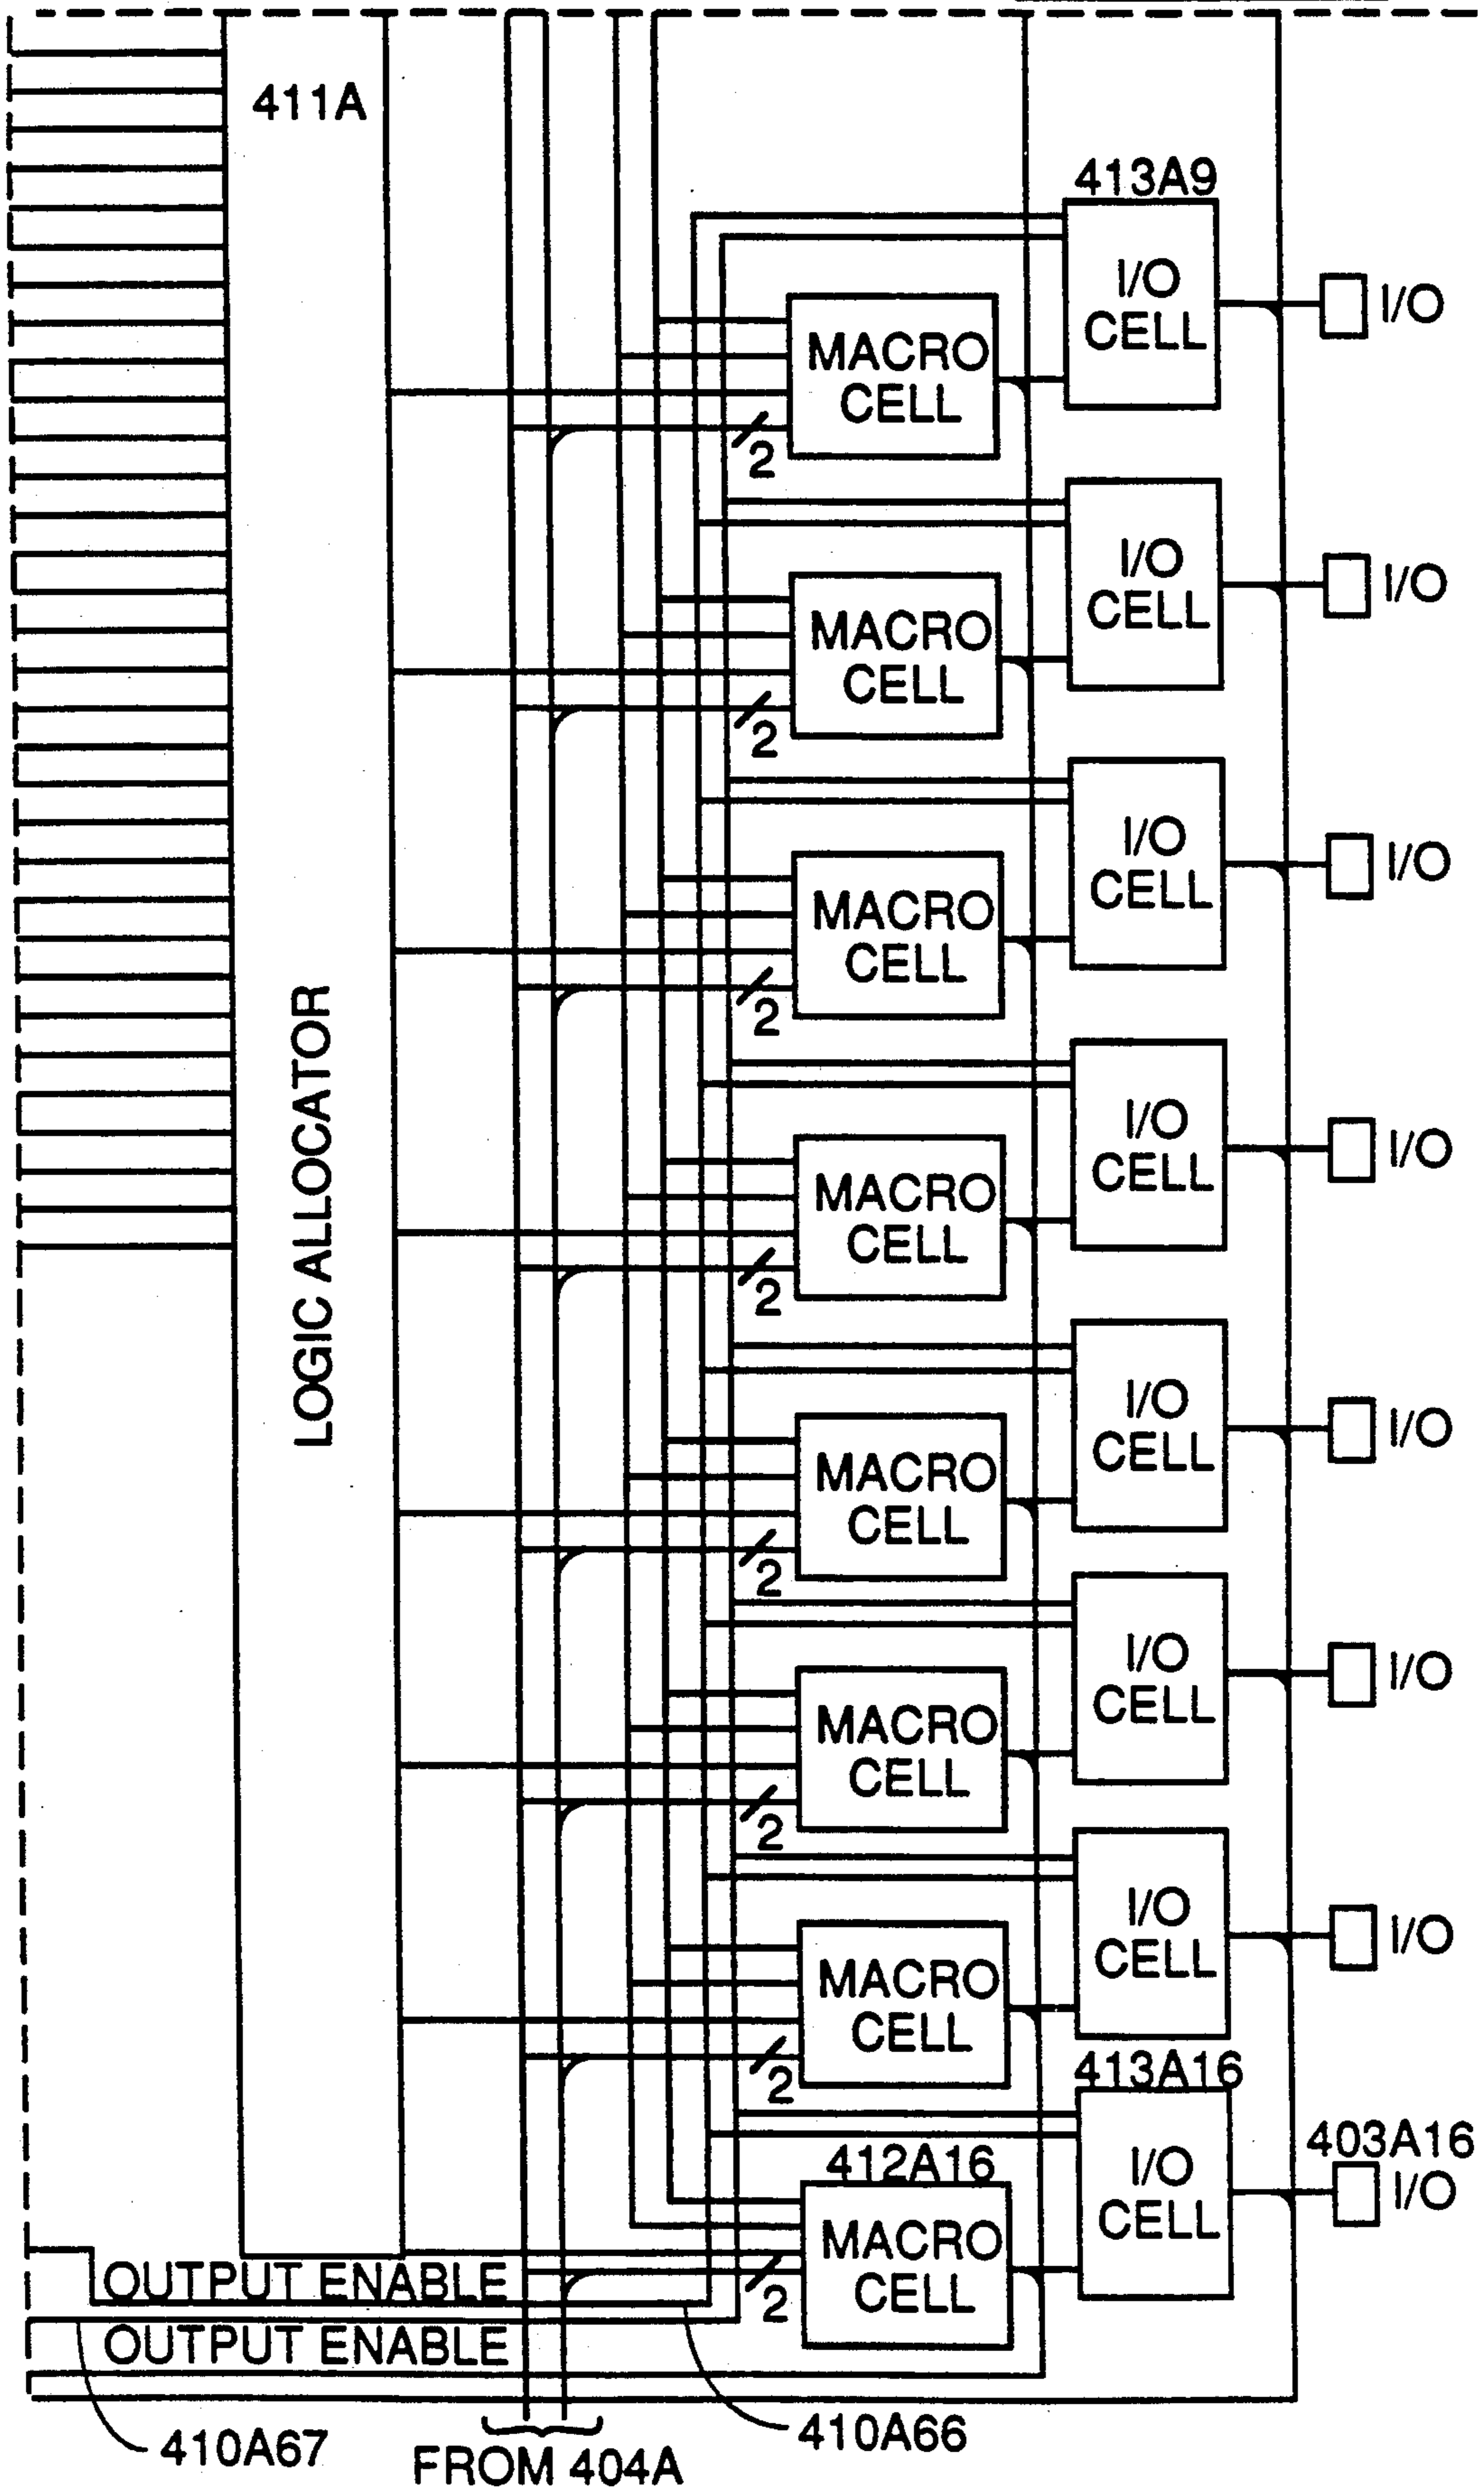 411A
LOGIC ALLOCATOR
413A9
I/O
CELL
I/O
MACRO
CELL
2
I/O
CELL
I/O
MACRO
CELL
2
I/O
CELL
I/O
MACRO
CELL
2
I/O
CELL
I/O
MACRO
CELL
2
I/O
CELL
I/O
MACRO
CELL
2
I/O
CELL
I/O
MACRO
CELL
2
I/O
CELL
I/O
MACRO
CELL
2
413A16
I/O
CELL
403A16
I/O
412A16
MACRO
CELL
2
OUTPUT ENABLE
OUTPUT ENABLE
410A67
FROM 404A
410A66